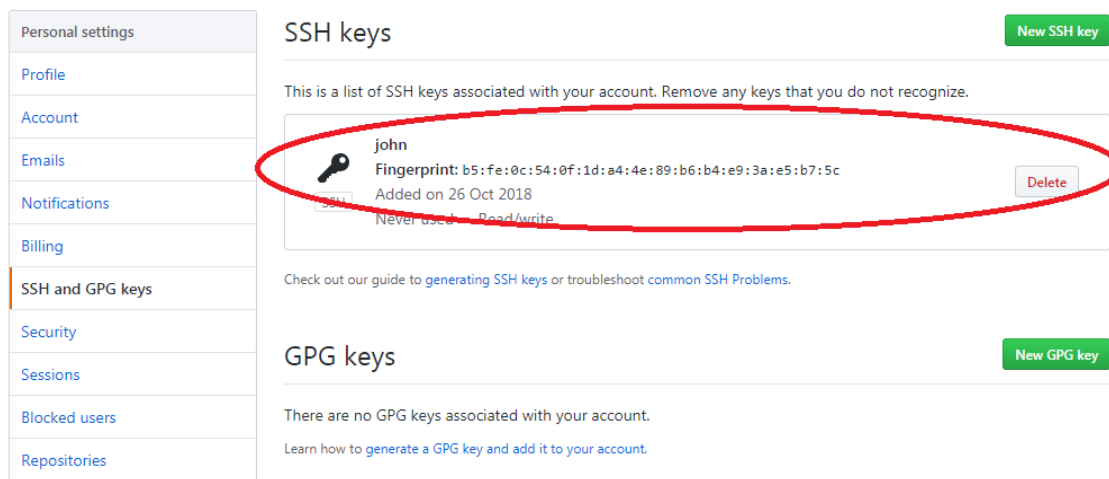 Personal settings
Profile
Account
Emails
Notifications
Billing
SSH and GPG keys
Security
Sessions
Blocked users
Repositories
SSH keys
New SSH key
This is a list of SSH keys associated with your account. Remove any keys that you do not recognize.
john
Fingerprint: b5:fe:0c:54:0f:1d:a4:4e:89:b6:b4:e9:3a:e5:b7:5c
Added on 26 Oct 2018
Never used — Read/write
SSH
Delete
Check out our guide to generating SSH keys or troubleshoot common SSH Problems.
GPG keys
New GPG key
There are no GPG keys associated with your account.
Learn how to generate a GPG key and add it to your account.